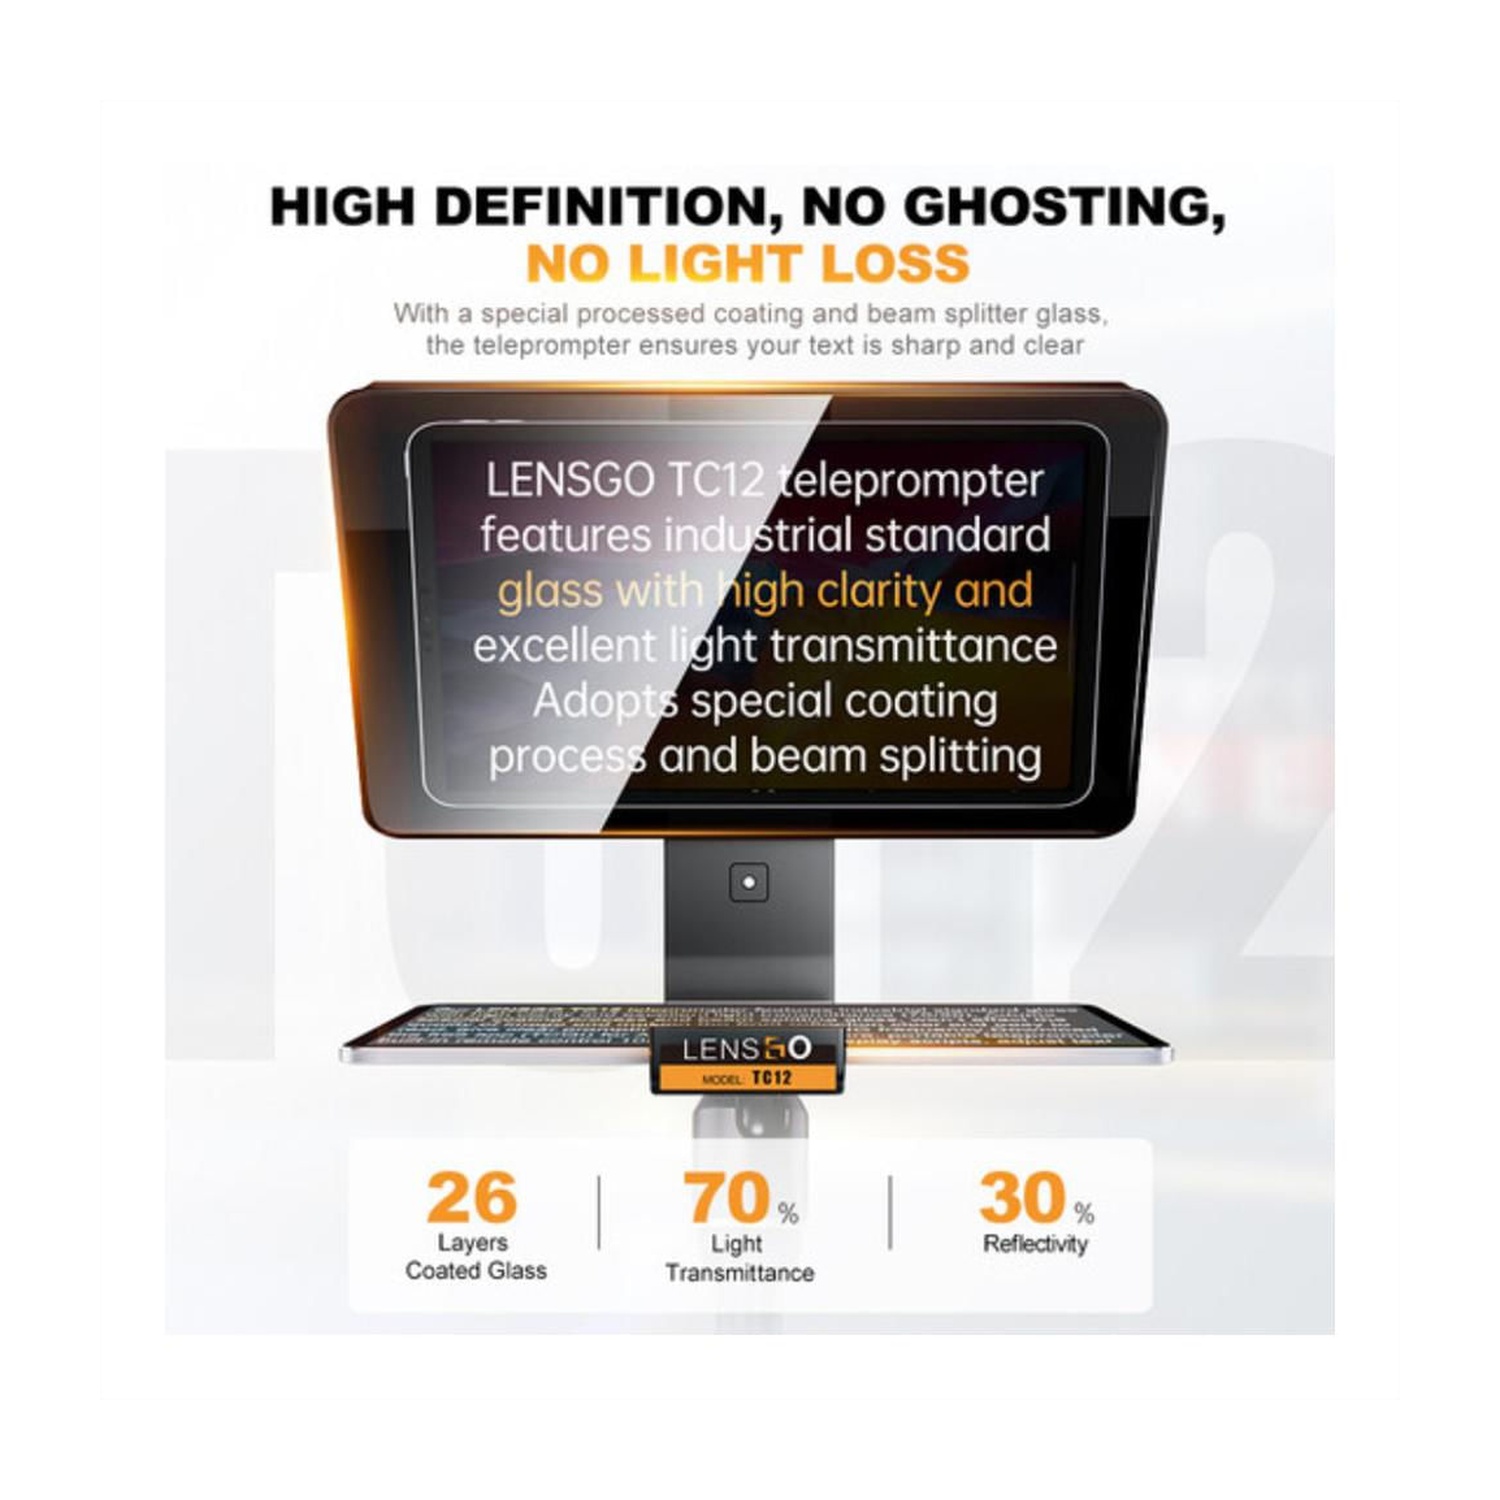 HIGH DEFINITION, NO GHOSTING,
NO LIGHT LOSS
With a special processed coating and beam splitter glass,
the teleprompter ensures your text is sharp and clear
LENSGO TC12 teleprompter
features industrial standard
glass with high clarity and
excellent light transmittance
Adopts special coating
process and beam splitting
LENSGO
MODEL: TC12
26
Layers
Coated Glass
70 %
Light
Transmittance
30 %
Reflectivity